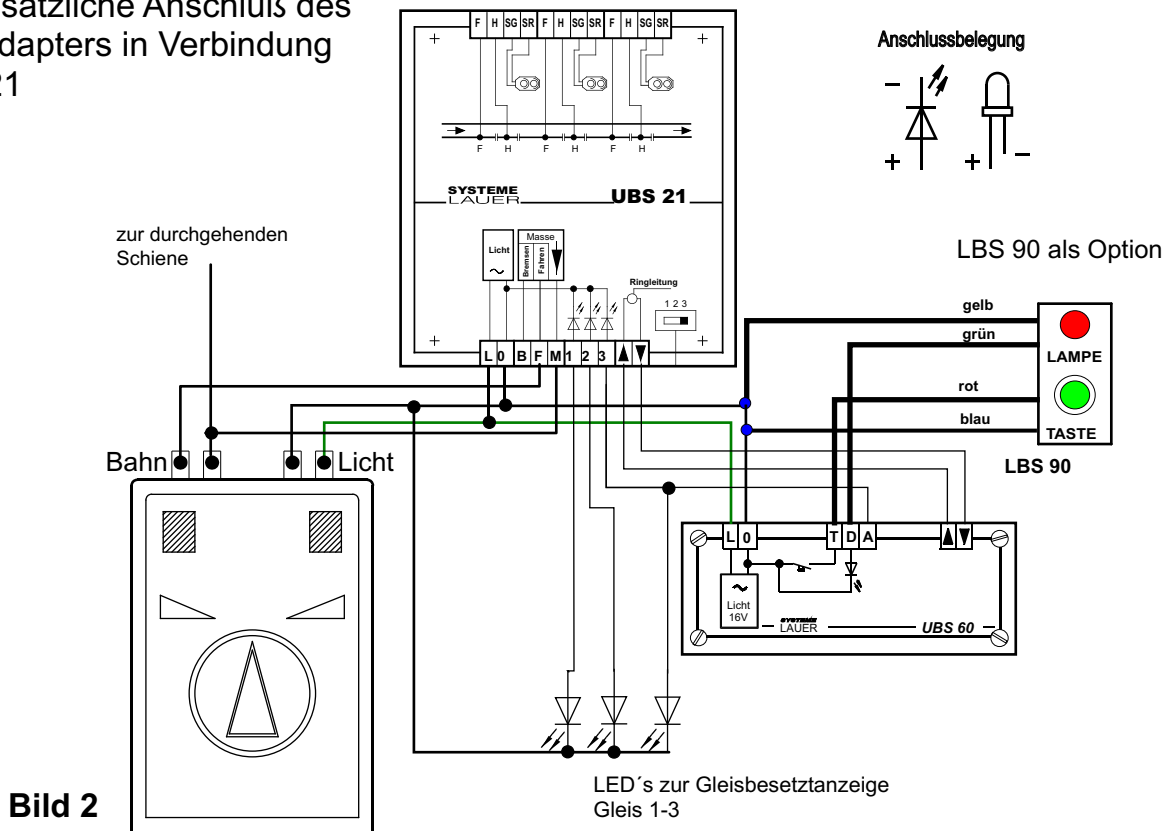 sätzliche Anschluß des
dapters in Verbindung
21
F H SG SR F H SG SR F H SG SR
F H F H F H
SYSTEME
LAUER
UBS 21
Anschlussbelegung
-
+
+ -
zur durchgehenden
Schiene
Licht
~
Masse
Bremsen
Fahren
Ringleitung
1 2 3
L 0 B F M 1 2 3
LBS 90 als Option
gelb
grün
rot
blau
LAMPE
TASTE
LBS 90
Bahn
Licht
L 0 T D A
~
Licht
16V
SYSTEME
LAUER
UBS 60
LED´s zur Gleisbesetztanzeige
Gleis 1-3
Bild 2